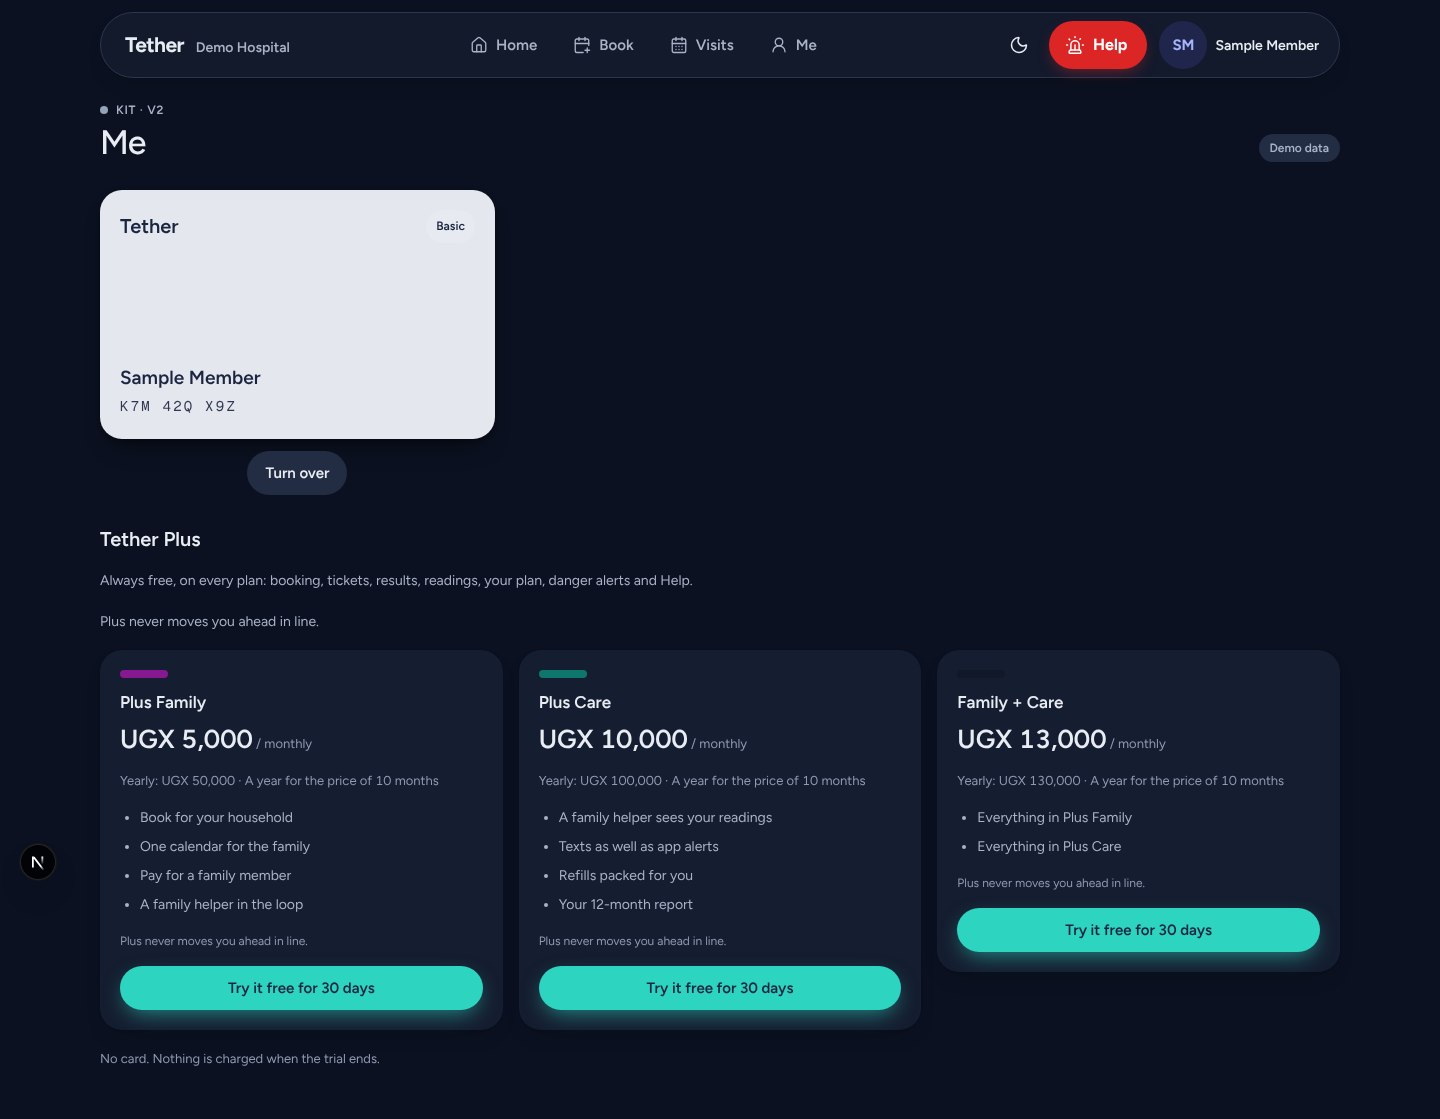 Tether Demo Hospital Home Book Visits Me Help SM Sample Member
KIT · V2
Me
Demo data
Tether
Basic
Sample Member
K7M 42Q X9Z
Turn over
Tether Plus
Always free, on every plan: booking, tickets, results, readings, your plan, danger alerts and Help.
Plus never moves you ahead in line.
Plus Family
UGX 5,000 / monthly
Yearly: UGX 50,000 · A year for the price of 10 months
Book for your household
One calendar for the family
Pay for a family member
A family helper in the loop
Plus never moves you ahead in line.
Try it free for 30 days
Plus Care
UGX 10,000 / monthly
Yearly: UGX 100,000 · A year for the price of 10 months
A family helper sees your readings
Texts as well as app alerts
Refills packed for you
Your 12-month report
Plus never moves you ahead in line.
Try it free for 30 days
Family + Care
UGX 13,000 / monthly
Yearly: UGX 130,000 · A year for the price of 10 months
Everything in Plus Family
Everything in Plus Care
Plus never moves you ahead in line.
Try it free for 30 days
N
No card. Nothing is charged when the trial ends.